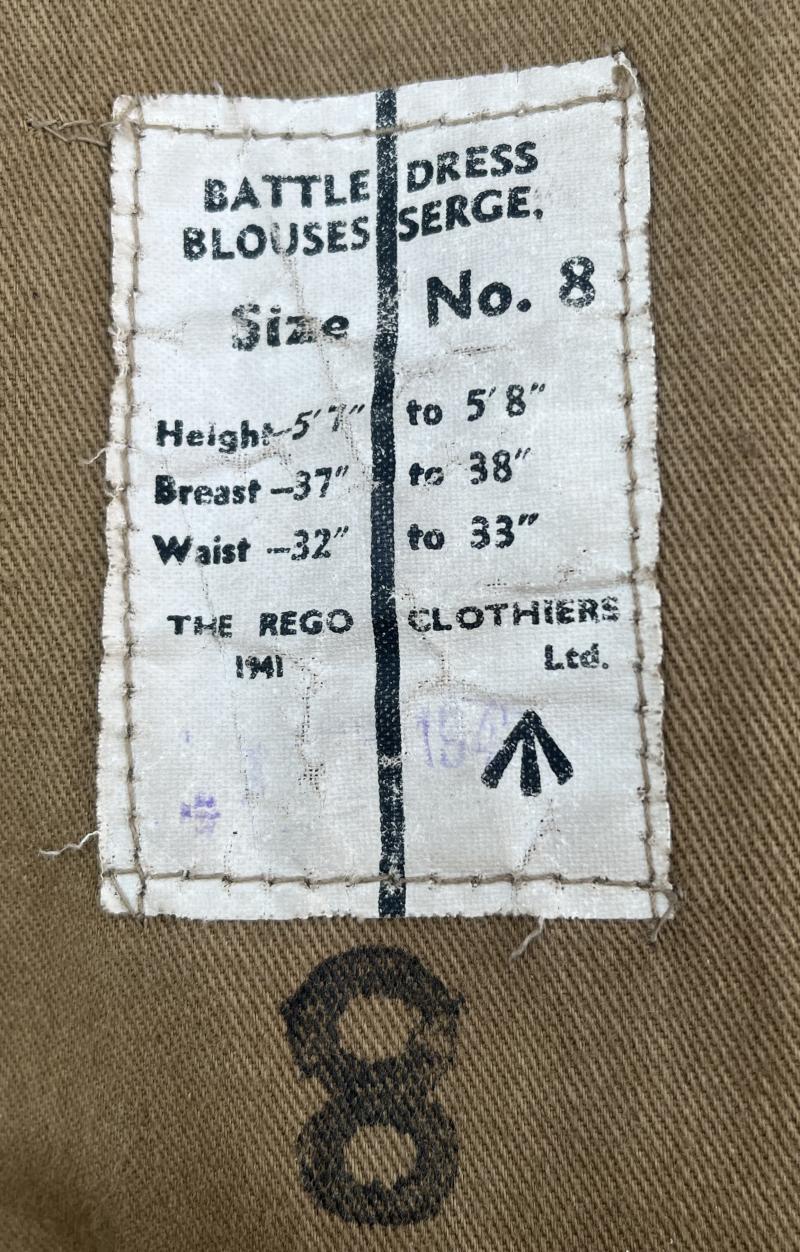 BATTLE DRESS
BLOUSES SERGE.
Size No. 8
Height–5'7" to 5'8"
Breast –37" to 38"
Waist –32" to 33"
THE REGO CLOTHIERS
1941 Ltd.
8